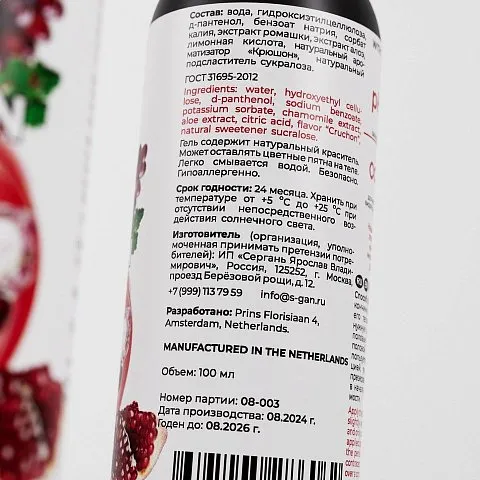 Состав: вода, гидроксиэтилцеллюлоза,
д-пантенол, бензоат натрия, сорбат
калия, экстракт ромашки, экстракт алоэ,
лимонная кислота, натуральный аро-
матизатор «Крюшон», натуральный
подсластитель сукралоза.
ГОСТ 31695-2012
Ingredients: water, hydroxyethyl cellu-
lose, d-panthenol, sodium benzoate,
potassium sorbate, chamomile extract,
aloe extract, citric acid, flavor "Cruchon",
natural sweetener sucralose.
Гель содержит натуральный краситель.
Может оставлять цветные пятна на теле.
Легко смывается водой. Безопасно.
Гипоаллергенно.
Срок годности: 24 месяца. Хранить при
температуре от +5 °C до +25 °C при
отсутствии непосредственного воз-
действия солнечного света.
Изготовитель (организация, уполно-
моченная принимать претензии потре-
бителей): ИП «Сергань Ярослав Влади-
мирович», Россия, 125252, г. Москва,
проезд Берёзовой рощи, д.12.
+7 (999) 113 79 59 info@s-gan.ru
Разработано: Prins Florisiaan 4,
Amsterdam, Netherlands.
MANUFACTURED IN THE NETHERLANDS
Объем: 100 мл
Номер партии: 08-003
Дата производства: 08.2024 г.
Годен до: 08.2026 г.